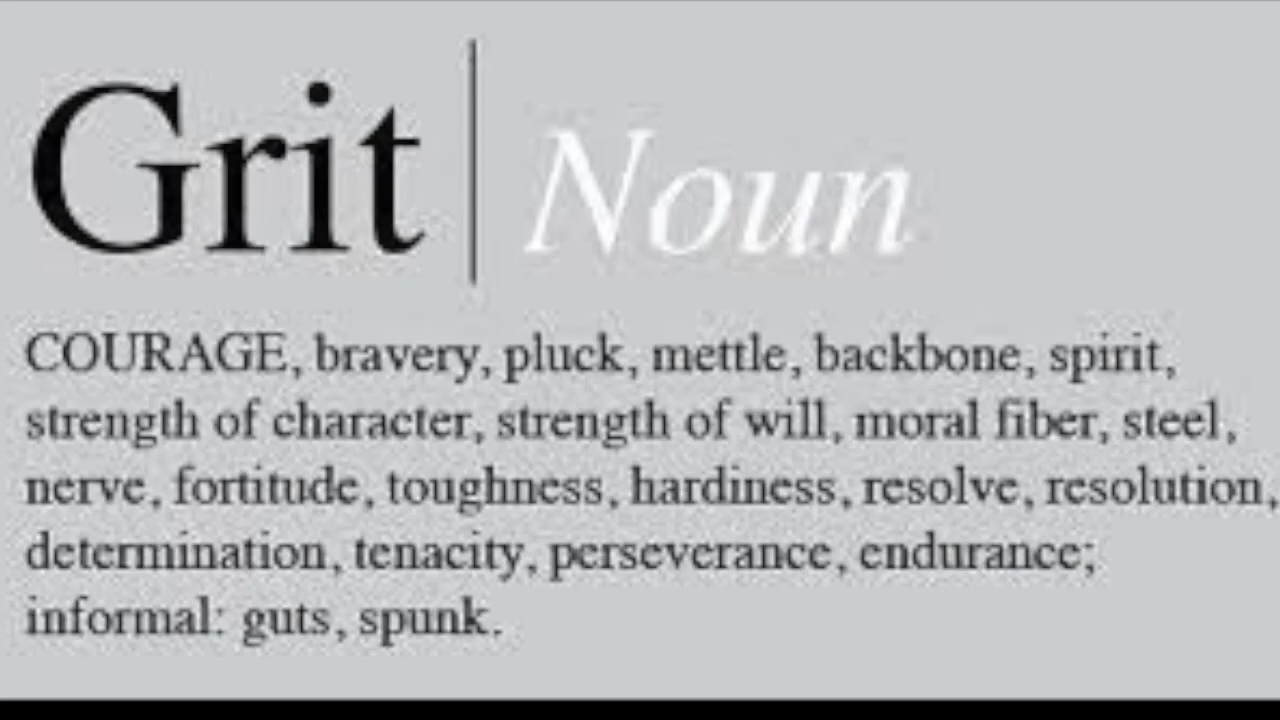 Grit | Noun
COURAGE, bravery, pluck, mettle, backbone, spirit,
strength of character, strength of will, moral fiber, steel,
nerve, fortitude, toughness, hardiness, resolve, resolution,
determination, tenacity, perseverance, endurance;
informal: guts, spunk.